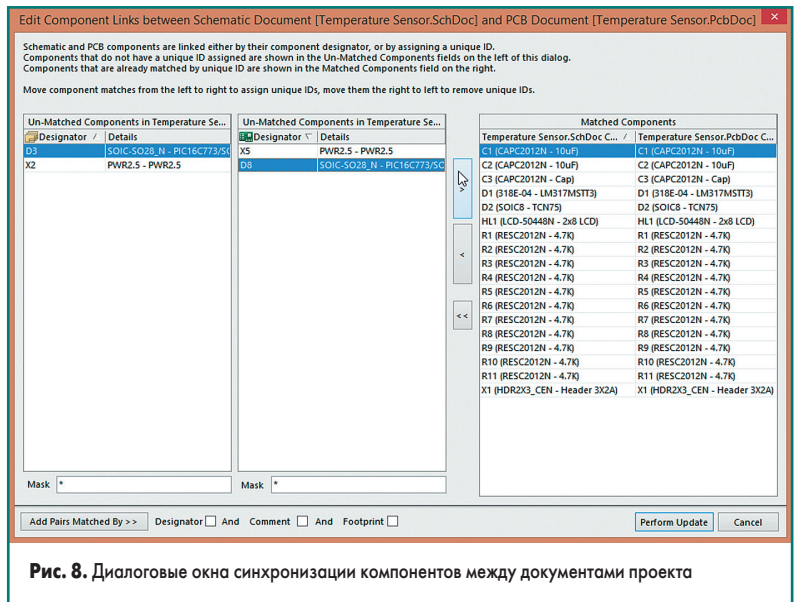 Edit Component Links between Schematic Document [Temperature Sensor.SchDoc] and PCB Document [Temperature Sensor.PcbDoc]
Schematic and PCB components are linked either by their component designator, or by assigning a unique ID.
Components that do not have a unique ID assigned are shown in the Un-Matched Components fields on the left of this dialog.
Components that are already matched by unique ID are shown in the Matched Components field on the right.
Move component matches from the left to right to assign unique IDs, move them the right to left to remove unique IDs.
Un-Matched Components in Temperature Se...
Designator / Details
D3 SOIC-SO28_N - PIC16C773/SO
X2 PWR2.5 - PWR2.5
Mask *
Un-Matched Components in Temperature Se...
Designator Details
X5 PWR2.5 - PWR2.5
D8 SOIC-SO28_N - PIC16C773/SO
Mask *
>
<
<<
Matched Components
Temperature Sensor.SchDoc C... / Temperature Sensor.PcbDoc C...
C1 (CAPC2012N - 10uF) C1 (CAPC2012N - 10uF)
C2 (CAPC2012N - 10uF) C2 (CAPC2012N - 10uF)
C3 (CAPC2012N - Cap) C3 (CAPC2012N - Cap)
D1 (318E-04 - LM317MSTT3) D1 (318E-04 - LM317MSTT3)
D2 (SOIC8 - TCN75) D2 (SOIC8 - TCN75)
HL1 (LCD-50448N - 2x8 LCD) HL1 (LCD-50448N - 2x8 LCD)
R1 (RESC2012N - 4.7K) R1 (RESC2012N - 4.7K)
R2 (RESC2012N - 4.7K) R2 (RESC2012N - 4.7K)
R3 (RESC2012N - 4.7K) R3 (RESC2012N - 4.7K)
R4 (RESC2012N - 4.7K) R4 (RESC2012N - 4.7K)
R5 (RESC2012N - 4.7K) R5 (RESC2012N - 4.7K)
R6 (RESC2012N - 4.7K) R6 (RESC2012N - 4.7K)
R7 (RESC2012N - 4.7K) R7 (RESC2012N - 4.7K)
R8 (RESC2012N - 4.7K) R8 (RESC2012N - 4.7K)
R9 (RESC2012N - 4.7K) R9 (RESC2012N - 4.7K)
R10 (RESC2012N - 4.7K) R10 (RESC2012N - 4.7K)
R11 (RESC2012N - 4.7K) R11 (RESC2012N - 4.7K)
X1 (HDR2X3_CEN - Header 3X2A) X1 (HDR2X3_CEN - Header 3X2A)
Add Pairs Matched By >> Designator And Comment And Footprint Perform Update Cancel
Рис. 8. Диалоговые окна синхронизации компонентов между документами проекта